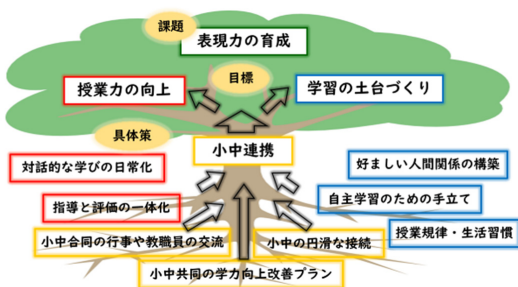 課題
表現力の育成
目標
授業力の向上
学習の土台づくり
具体策
小中連携
対話的な学びの日常化
好ましい人間関係の構築
指導と評価の一体化
自主学習のための手立て
小中合同の行事や教職員の交流
小中の円滑な接続
授業規律・生活習慣
小中共同の学力向上改善プラン